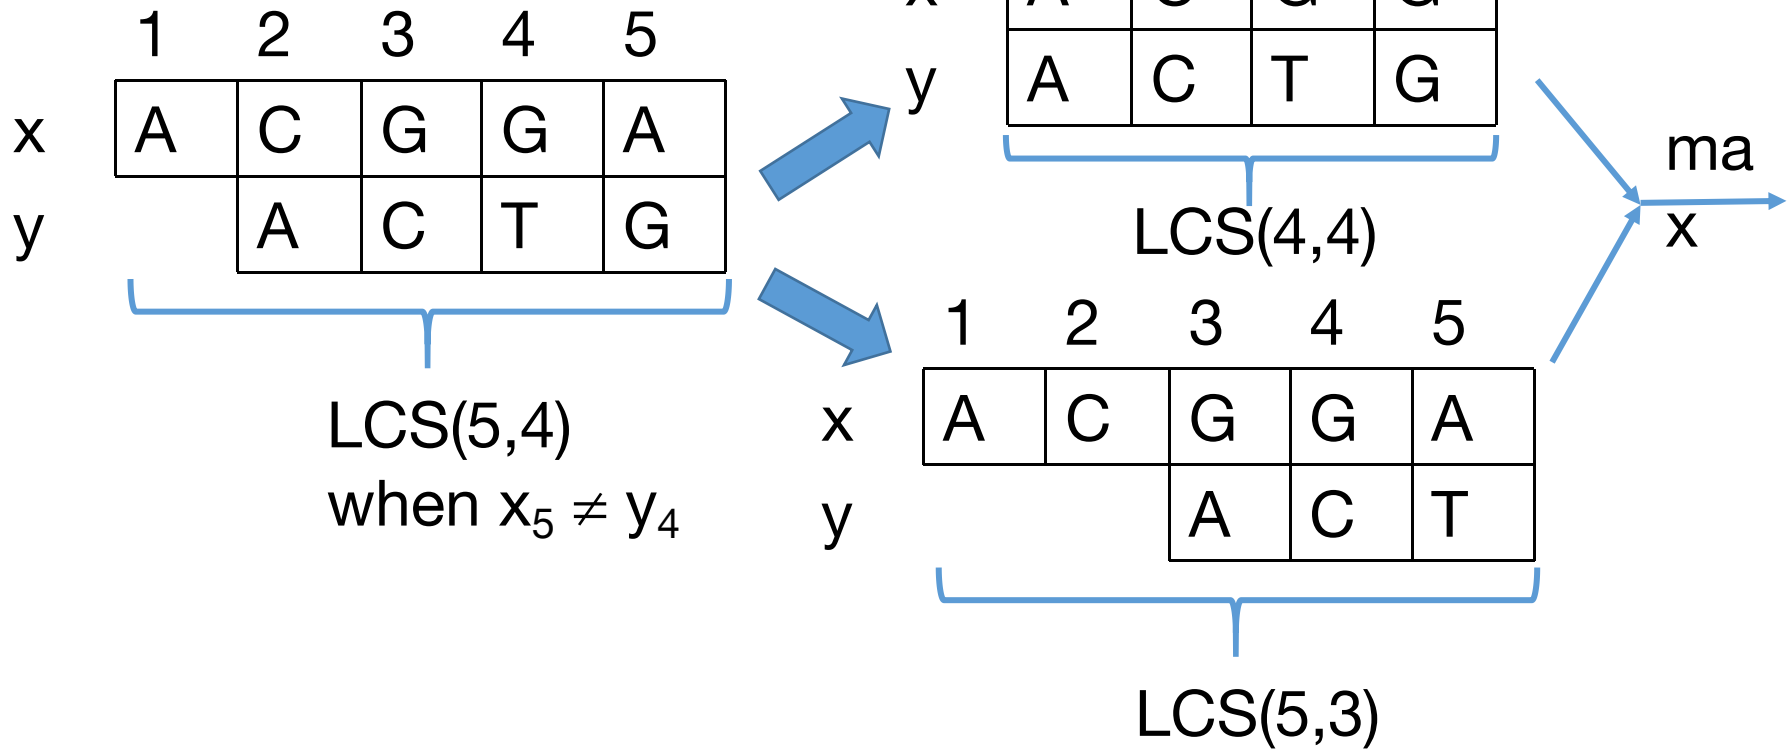 1 2 3 4 5
x A C G G A
y A C T G
LCS(5,4)
when x₅ ≠ y₄
x A C G G
y A C T G
LCS(4,4)
1 2 3 4 5
x A C G G A
y A C T
LCS(5,3)
ma
x